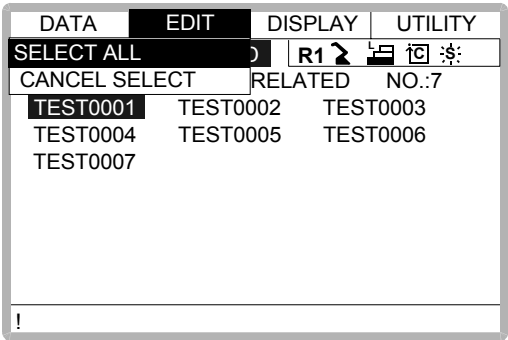 DATA EDIT DISPLAY UTILITY
SELECT ALL R1 C S
CANCEL SELECT RELATED NO.:7
TEST0001 TEST0002 TEST0003
TEST0004 TEST0005 TEST0006
TEST0007
!